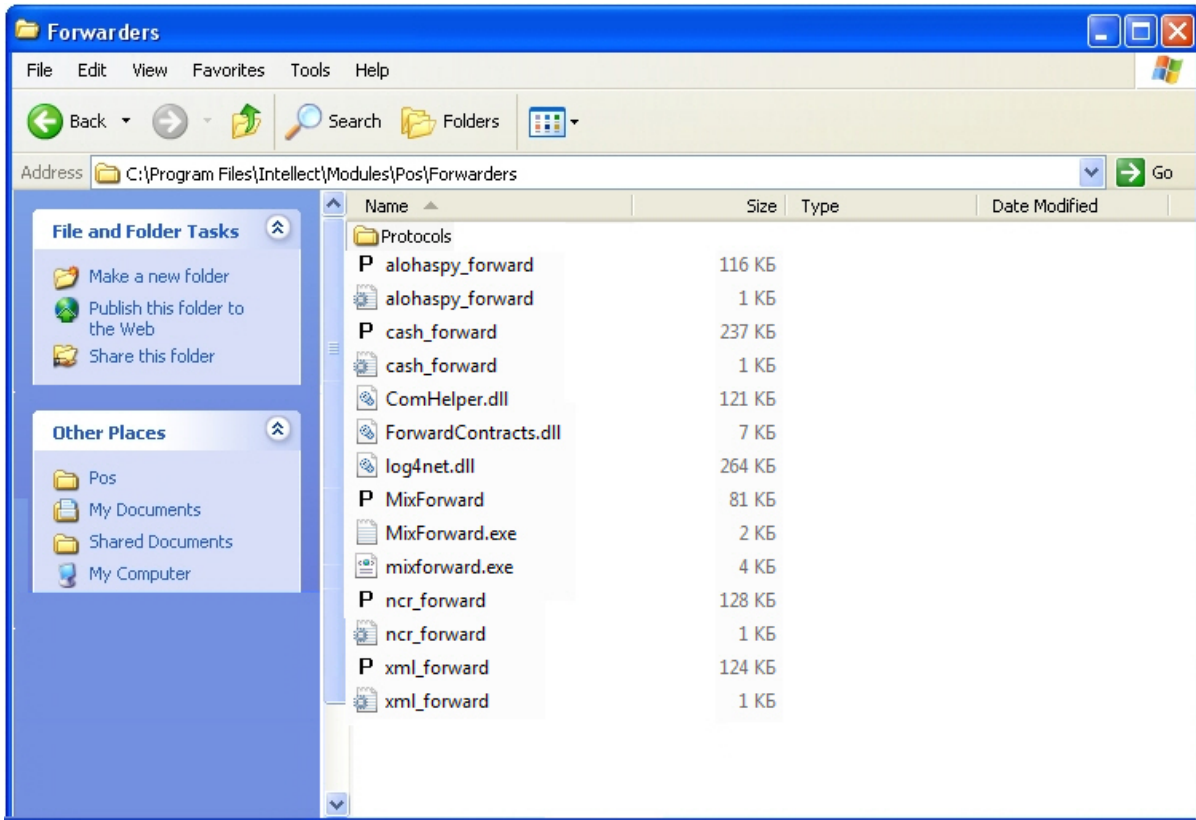 Forwarders
File Edit View Favorites Tools Help
Back Search Folders
Address C:\Program Files\Intellect\Modules\Pos\Forwarders Go
File and Folder Tasks
Make a new folder
Publish this folder to
the Web
Share this folder
Other Places
Pos
My Documents
Shared Documents
My Computer
Name Size Type Date Modified
Protocols
P alohaspy_forward 116 КБ
alohaspy_forward 1 КБ
P cash_forward 237 КБ
cash_forward 1 КБ
ComHelper.dll 121 КБ
ForwardContracts.dll 7 КБ
log4net.dll 264 КБ
P MixForward 81 КБ
MixForward.exe 2 КБ
mixforward.exe 4 КБ
P ncr_forward 128 КБ
ncr_forward 1 КБ
P xml_forward 124 КБ
xml_forward 1 КБ